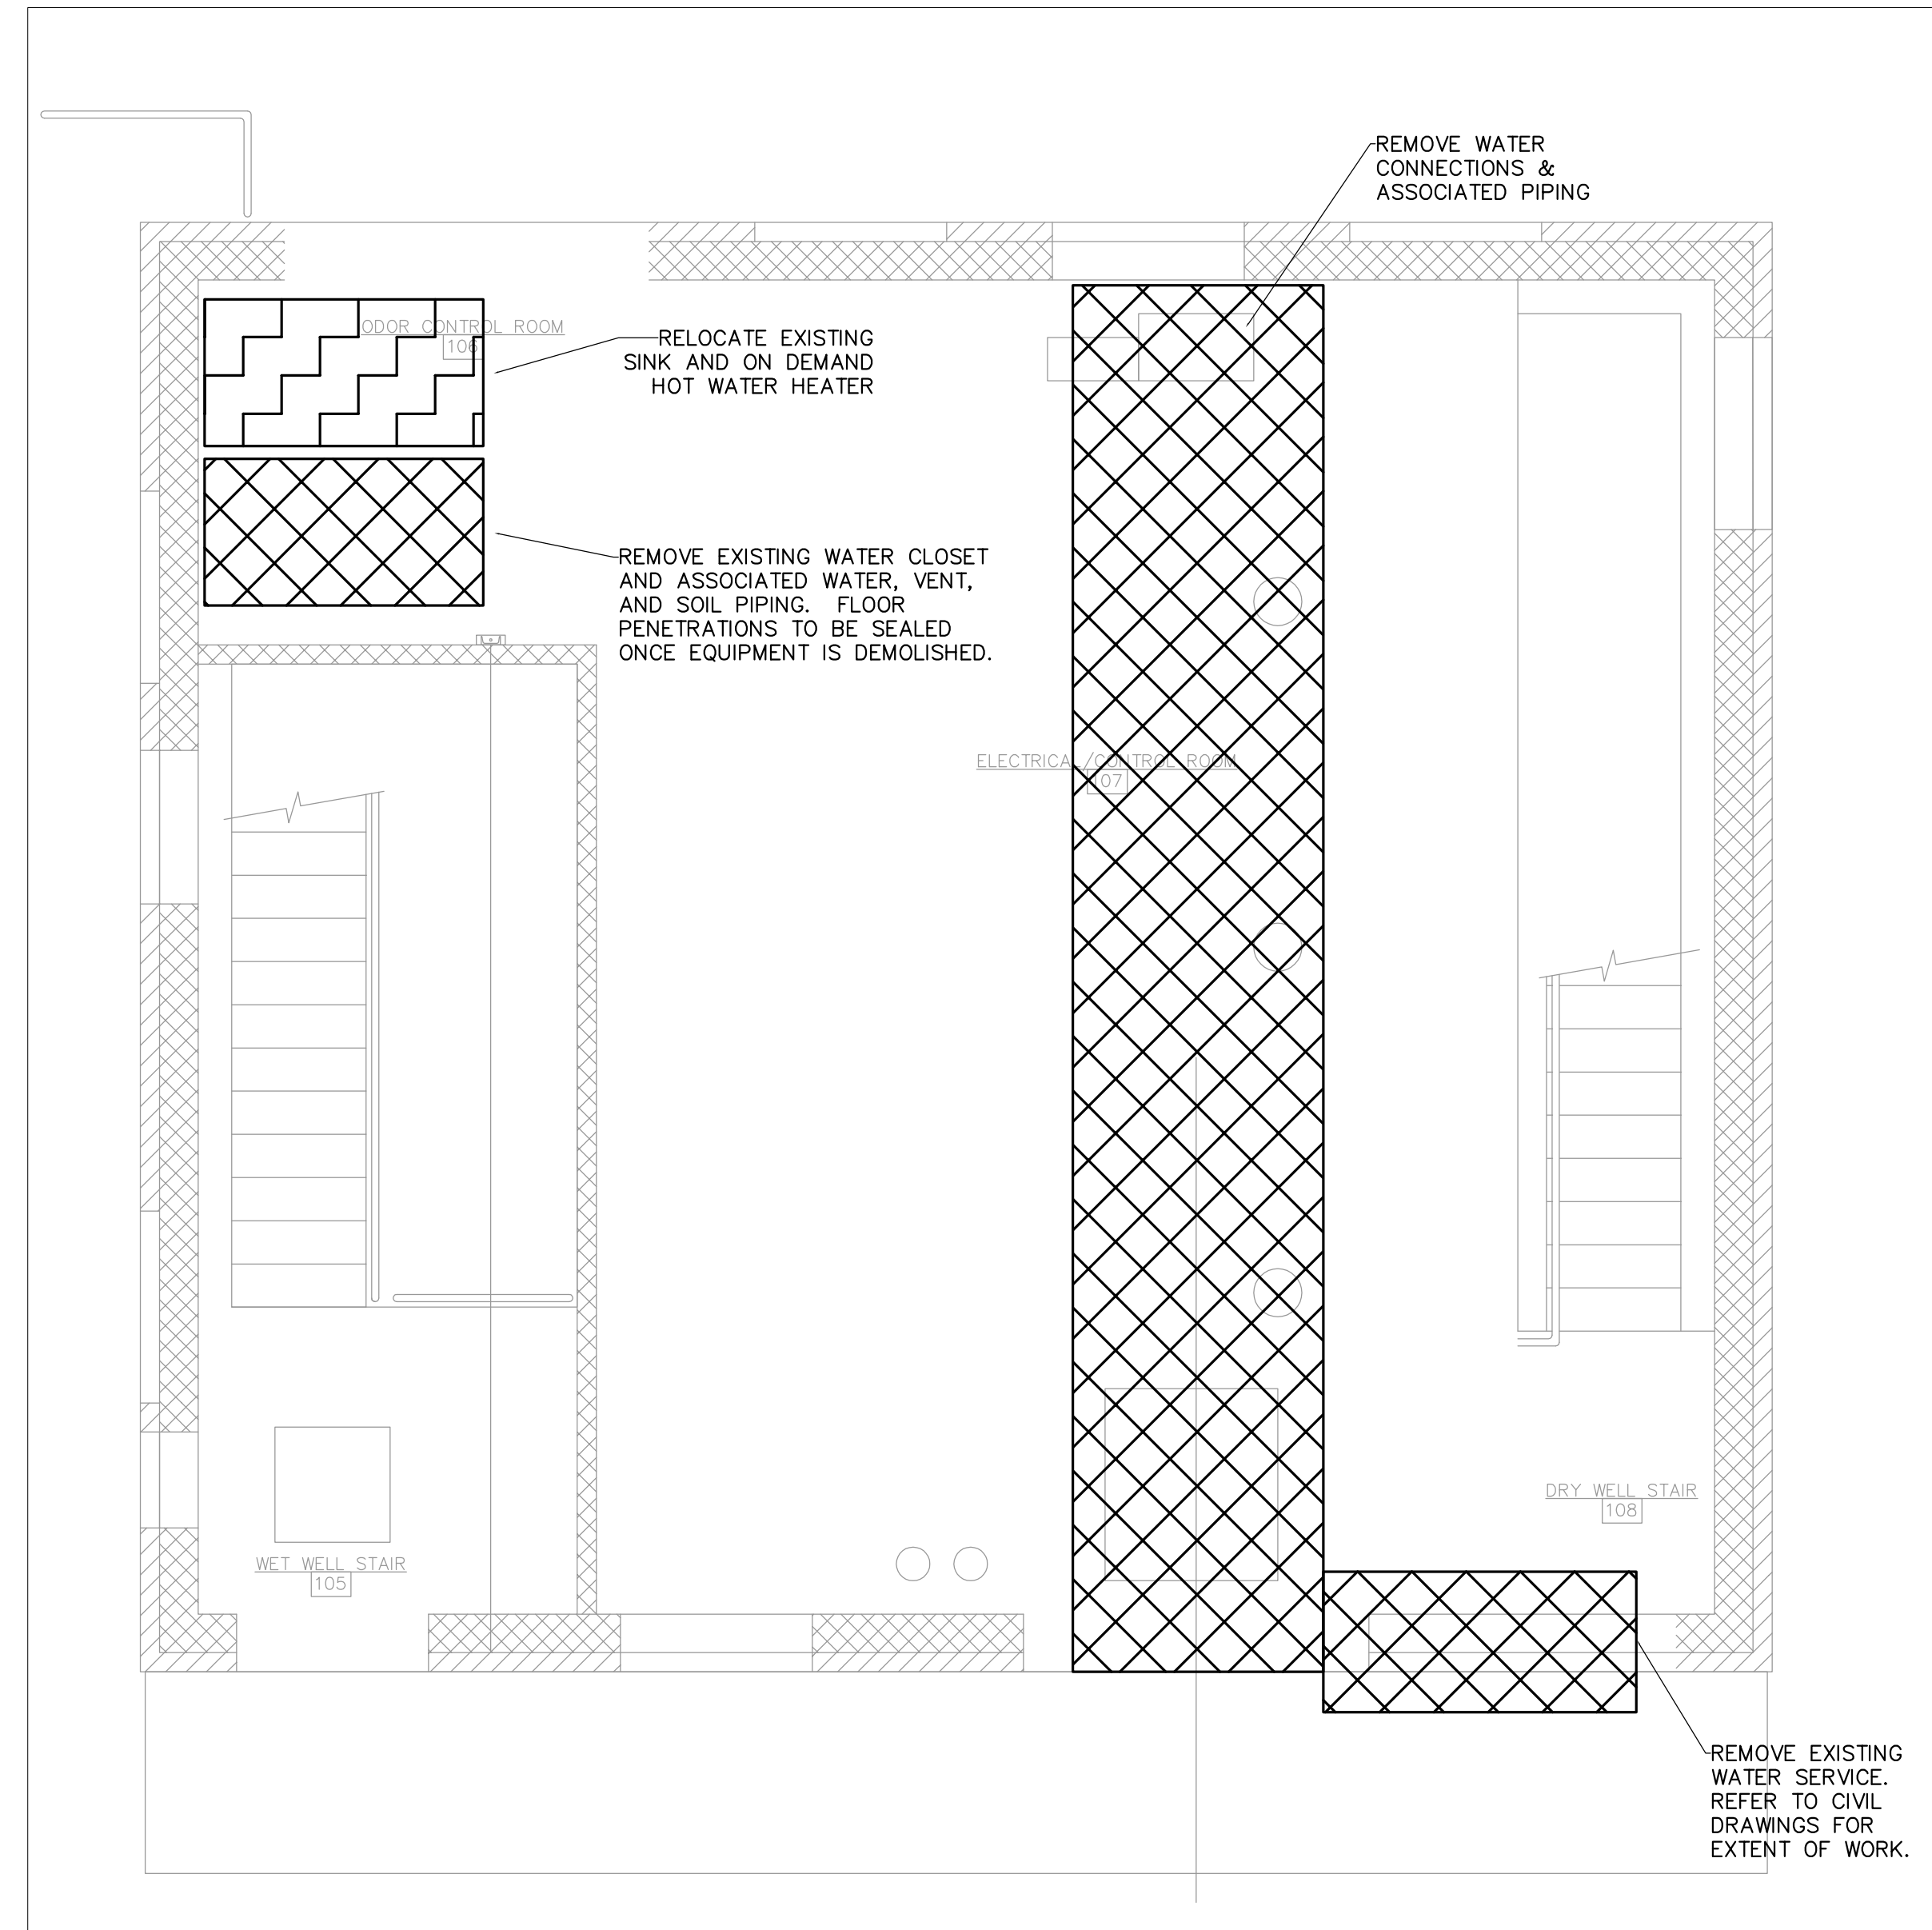 REMOVE WATER
CONNECTIONS &
ASSOCIATED PIPING
ODOR CONTROL ROOM
106
RELOCATE EXISTING
SINK AND ON DEMAND
HOT WATER HEATER
REMOVE EXISTING WATER CLOSET
AND ASSOCIATED WATER, VENT,
AND SOIL PIPING. FLOOR
PENETRATIONS TO BE SEALED
ONCE EQUIPMENT IS DEMOLISHED.
ELECTRICAL/CONTROL ROOM
107
DRY WELL STAIR
108
WET WELL STAIR
105
REMOVE EXISTING
WATER SERVICE.
REFER TO CIVIL
DRAWINGS FOR
EXTENT OF WORK.